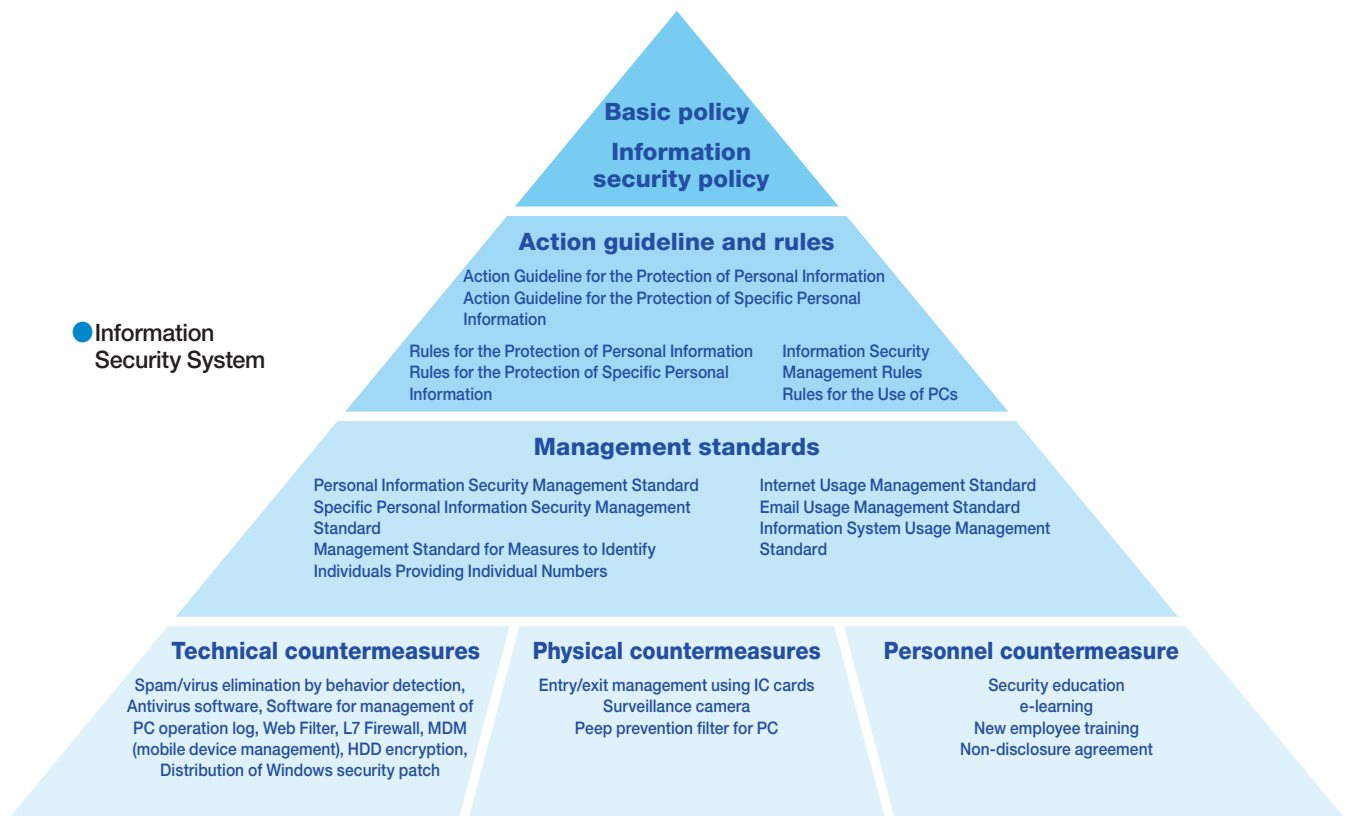 Basic policy
Information
security policy
Action guideline and rules
Action Guideline for the Protection of Personal Information
Action Guideline for the Protection of Specific Personal
Information
Rules for the Protection of Personal Information
Rules for the Protection of Specific Personal
Information
Information Security
Management Rules
Rules for the Use of PCs
Information
Security System
Management standards
Personal Information Security Management Standard
Specific Personal Information Security Management
Standard
Management Standard for Measures to Identify
Individuals Providing Individual Numbers
Internet Usage Management Standard
Email Usage Management Standard
Information System Usage Management
Standard
Technical countermeasures
Spam/virus elimination by behavior detection,
Antivirus software, Software for management of
PC operation log, Web Filter, L7 Firewall, MDM
(mobile device management), HDD encryption,
Distribution of Windows security patch
Physical countermeasures
Entry/exit management using IC cards
Surveillance camera
Peep prevention filter for PC
Personnel countermeasure
Security education
e-learning
New employee training
Non-disclosure agreement